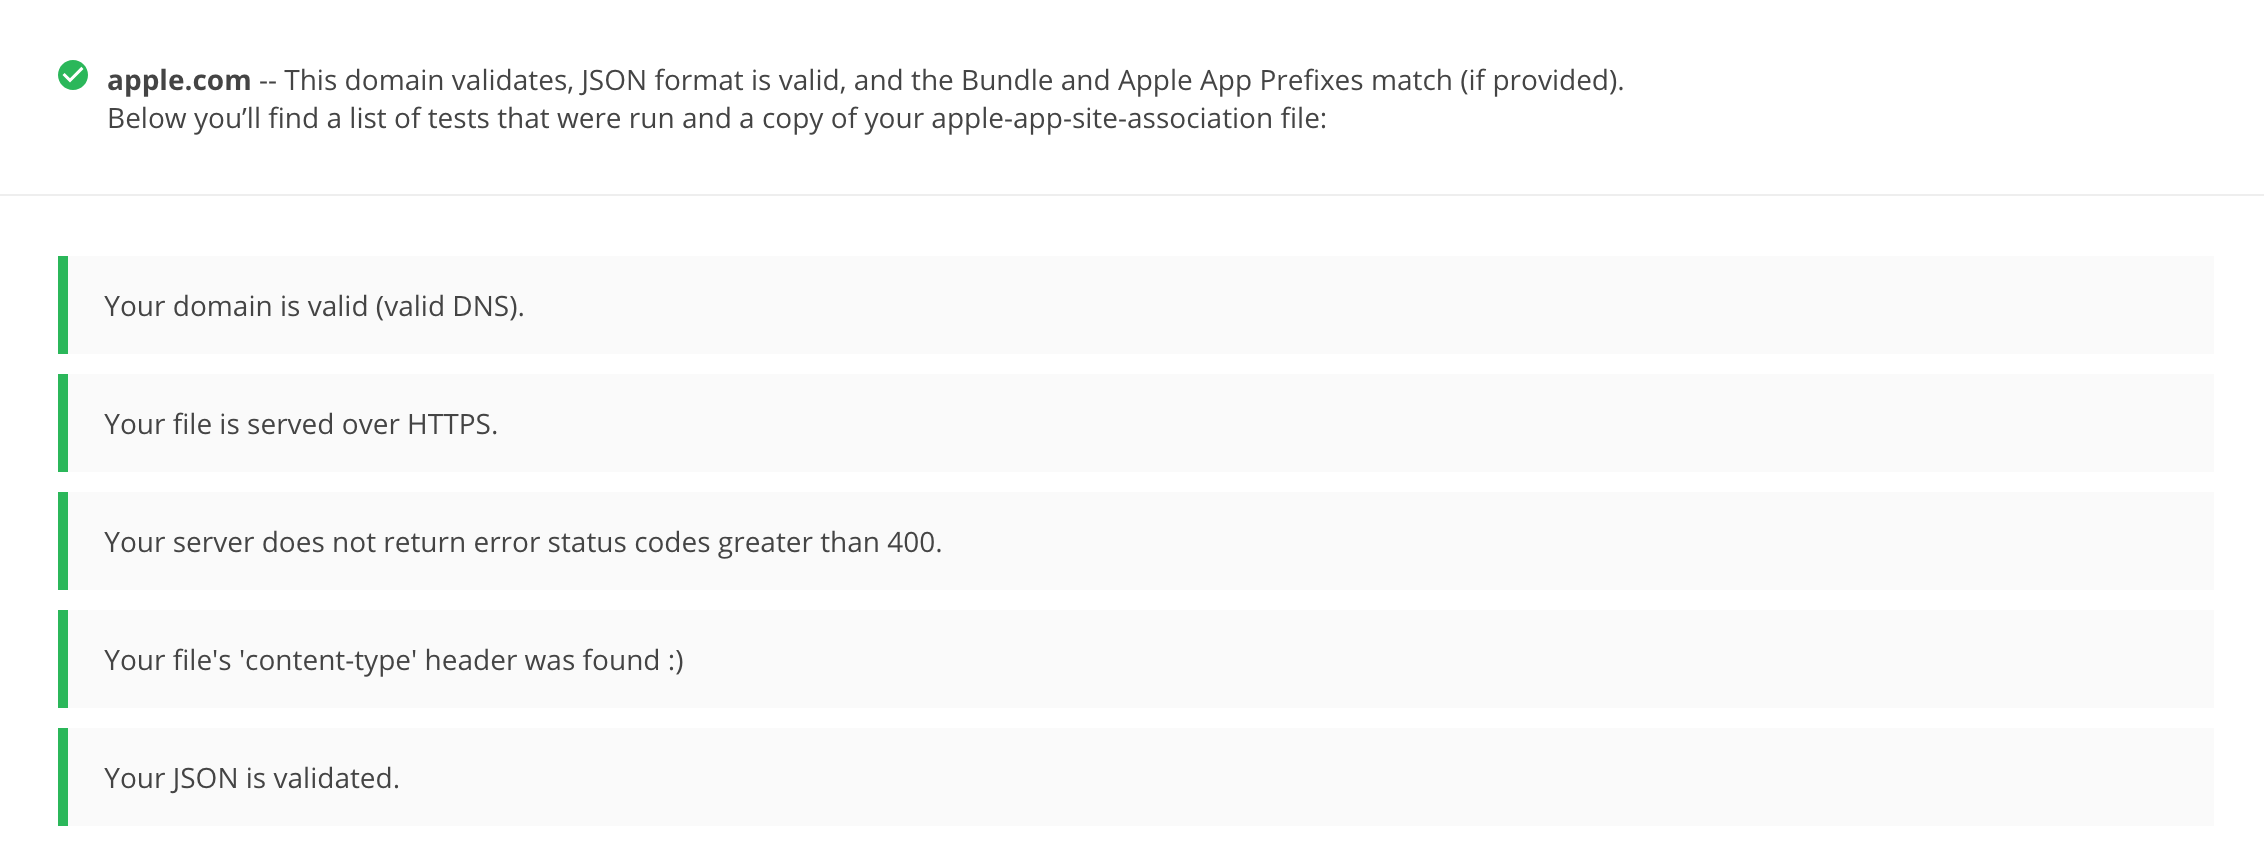 apple.com -- This domain validates, JSON format is valid, and the Bundle and Apple App Prefixes match (if provided).
Below you’ll find a list of tests that were run and a copy of your apple-app-site-association file:
Your domain is valid (valid DNS).
Your file is served over HTTPS.
Your server does not return error status codes greater than 400.
Your file's 'content-type' header was found :)
Your JSON is validated.